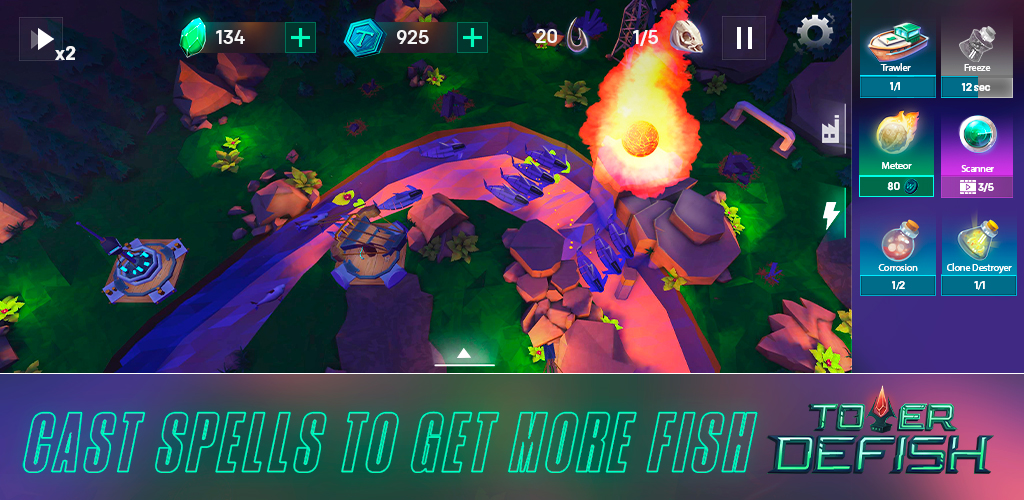 x2
134
925
20
1/5
Trawler
1/1
Freeze
12 sec
Meteor
80
Scanner
3/5
Corrosion
1/2
Clone Destroyer
1/1
CAST SPELLS TO GET MORE FISH
TOWER
DEFISH